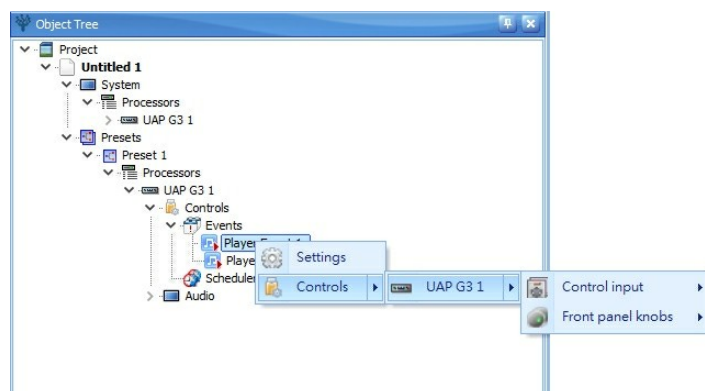 Object Tree
Project
Untitled 1
System
Processors
UAP G3 1
Presets
Preset 1
Processors
UAP G3 1
Controls
Events
Player
Settings
Playe
Scheduler
Controls
UAP G3 1
Control input
Audio
Front panel knobs